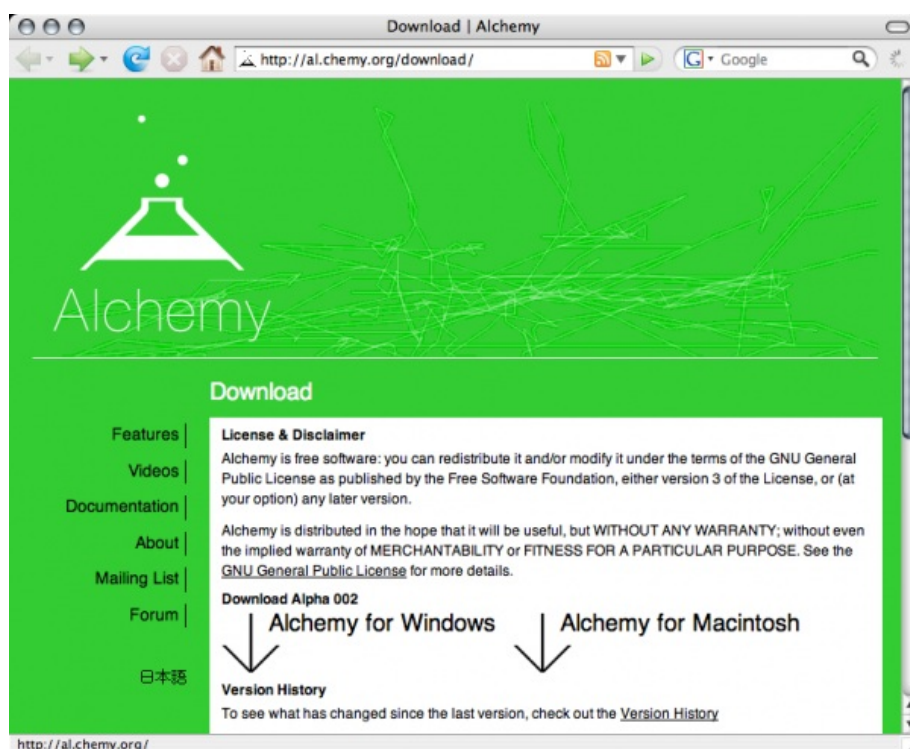 Download | Alchemy
http://al.chemy.org/download/
Google
Alchemy
Download
Features
Videos
Documentation
About
Mailing List
Forum
日本語
License & Disclaimer
Alchemy is free software: you can redistribute it and/or modify it under the terms of the GNU General
Public License as published by the Free Software Foundation, either version 3 of the License, or (at
your option) any later version.
Alchemy is distributed in the hope that it will be useful, but WITHOUT ANY WARRANTY; without even
the implied warranty of MERCHANTABILITY or FITNESS FOR A PARTICULAR PURPOSE. See the
GNU General Public License for more details.
Download Alpha 002
Alchemy for Windows
Alchemy for Macintosh
Version History
To see what has changed since the last version, check out the Version History
http://al.chemy.org/